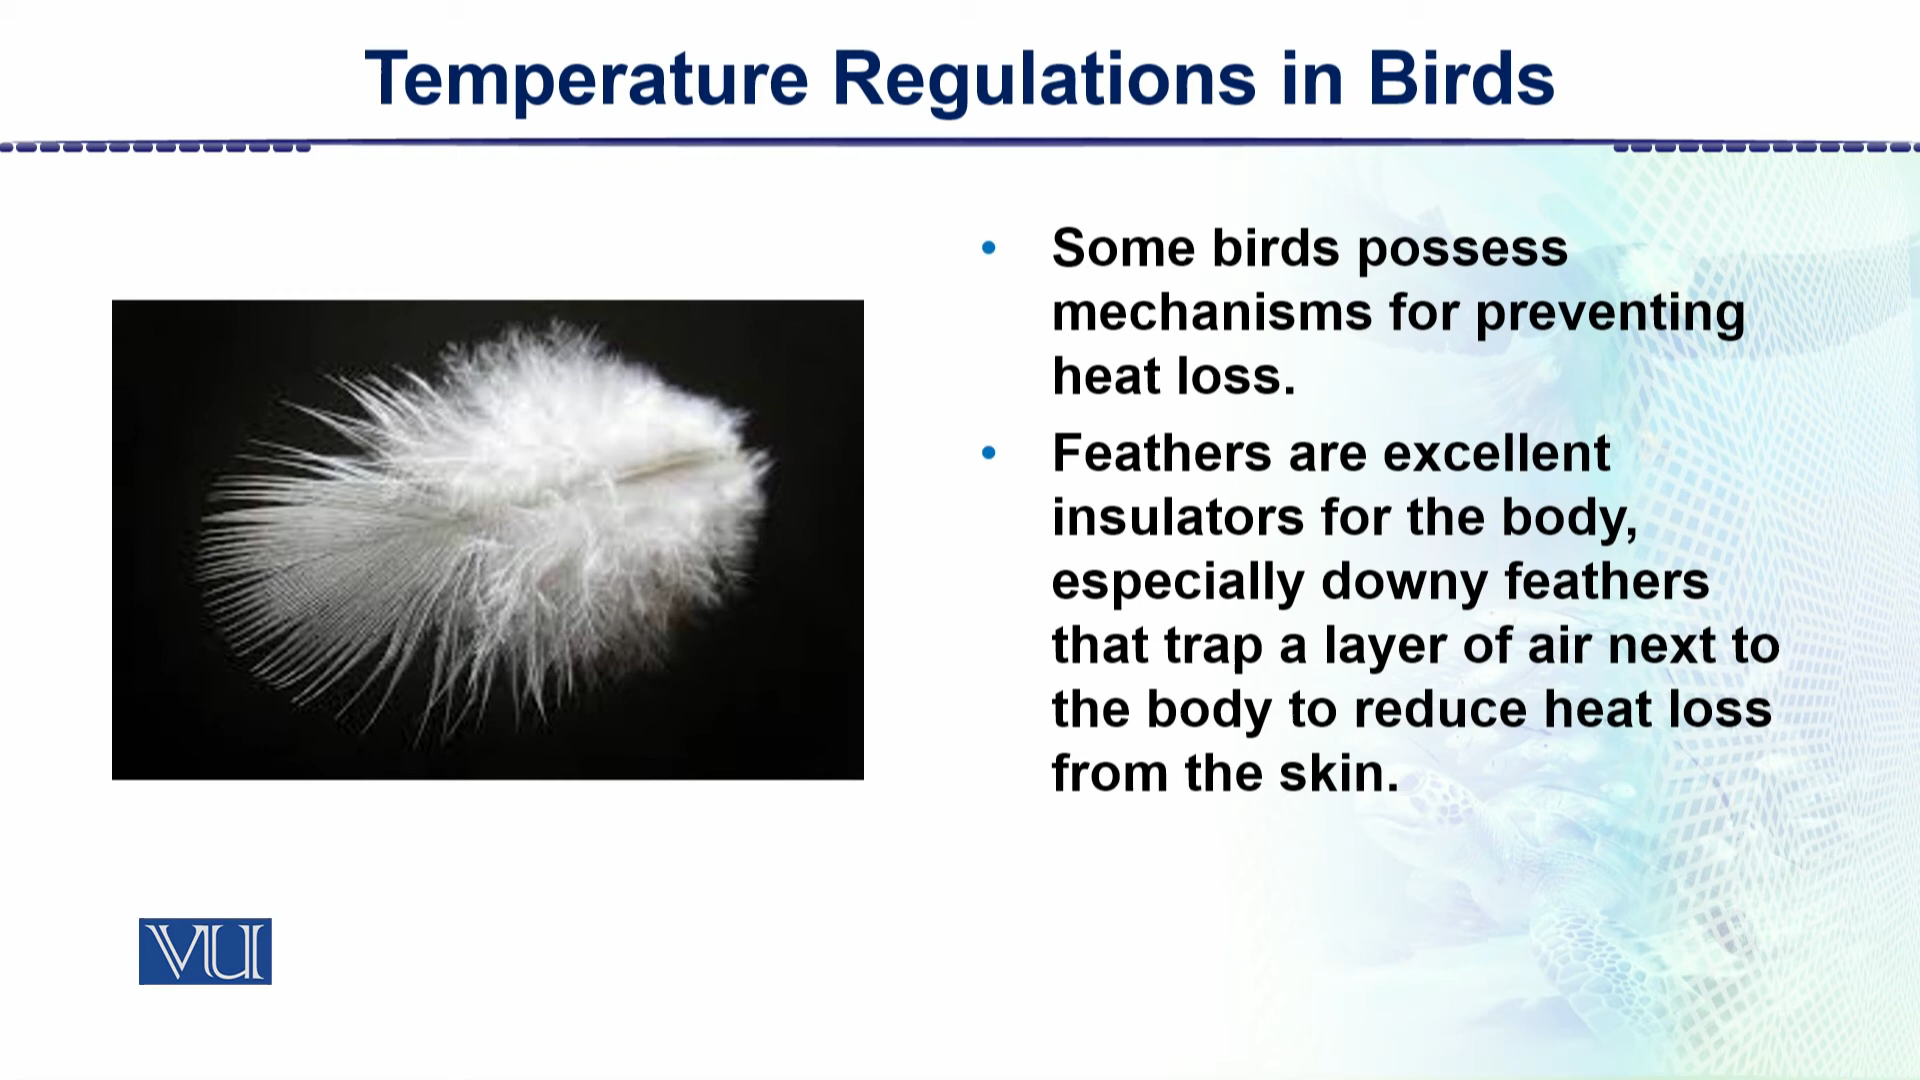 Temperature Regulations in Birds
• Some birds possess
mechanisms for preventing
heat loss.
• Feathers are excellent
insulators for the body,
especially downy feathers
that trap a layer of air next to
the body to reduce heat loss
from the skin.
VU